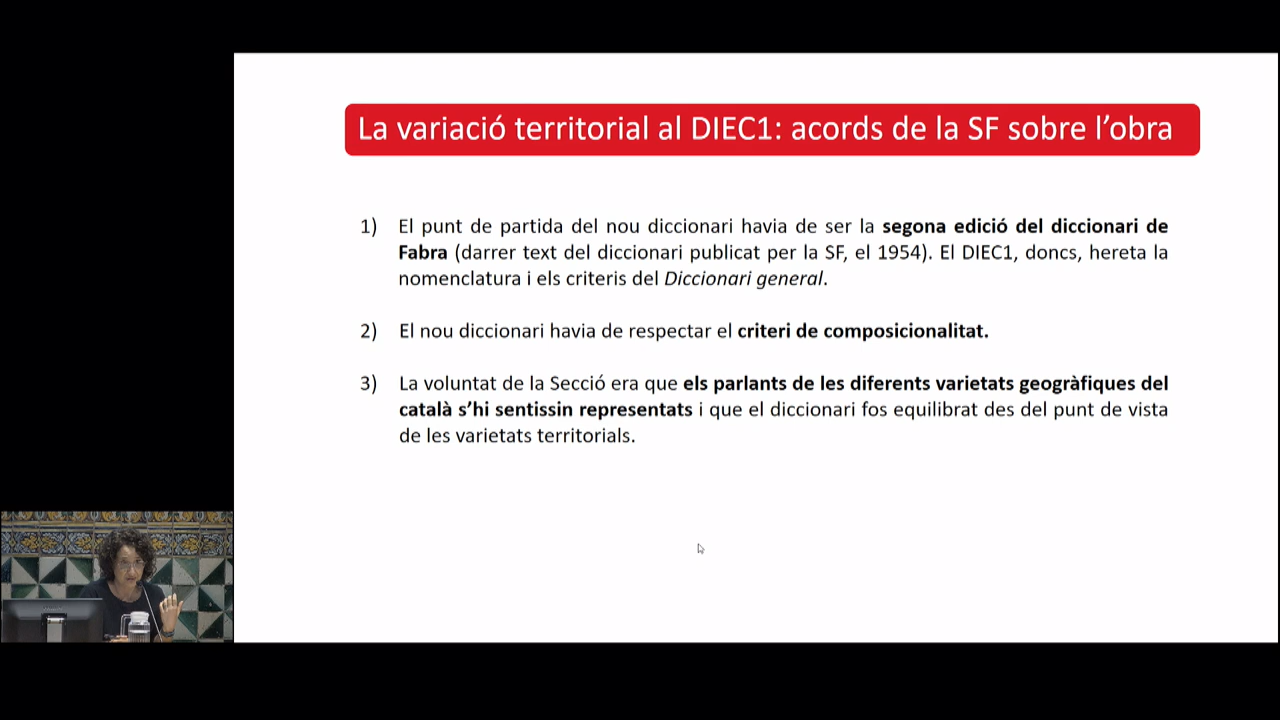 La variació territorial al DIEC1: acords de la SF sobre l’obra
1) El punt de partida del nou diccionari havia de ser la segona edició del diccionari de
Fabra (darrer text del diccionari publicat per la SF, el 1954). El DIEC1, doncs, hereta la
nomenclatura i els criteris del Diccionari general.
2) El nou diccionari havia de respectar el criteri de composicionalitat.
3) La voluntat de la Secció era que els parlants de les diferents varietats geogràfiques del
català s’hi sentissin representats i que el diccionari fos equilibrat des del punt de vista
de les varietats territorials.